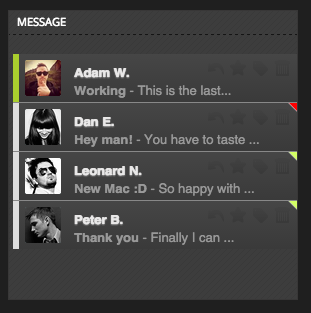 MESSAGE
Adam W.
Working - This is the last...
Dan E.
Hey man! - You have to taste ...
Leonard N.
New Mac :D - So happy with ...
Peter B.
Thank you - Finally I can ...